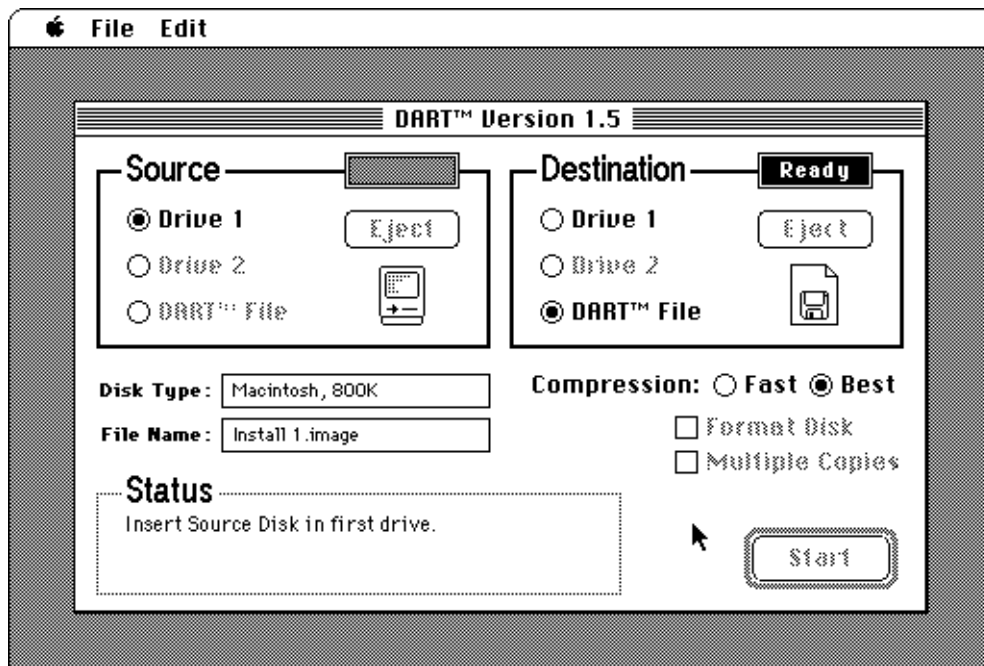 File Edit
DART™ Version 1.5
Source
Drive 1
Eject
Drive 2
DART™ File
Destination
Ready
Drive 1
Eject
Drive 2
DART™ File
Disk Type: Macintosh, 800K
File Name: Install 1.image
Compression: Fast Best
Format Disk
Multiple Copies
Status
Insert Source Disk in first drive.
Start